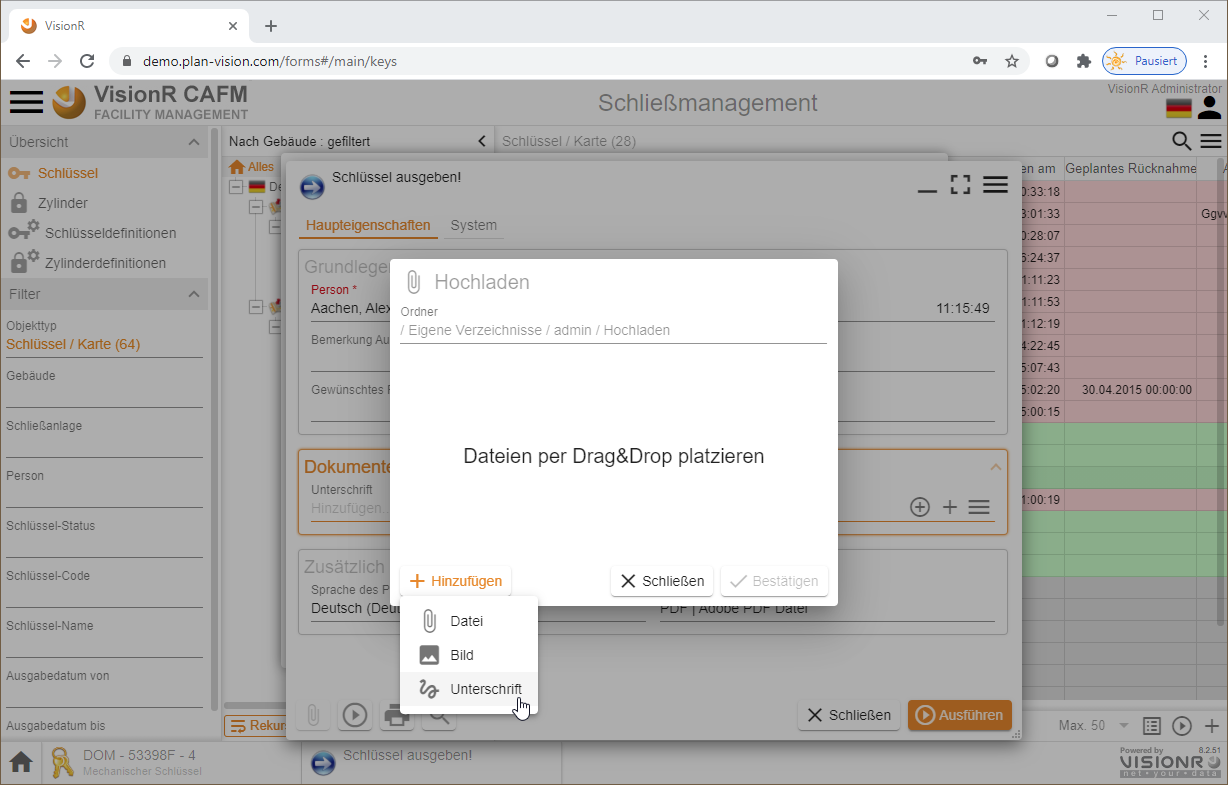 VisionR
demo.plan-vision.com/forms#/main/keys
Pausiert
VisionR CAFM
FACILITY MANAGEMENT
Schließmanagement
VisionR Administrator
Übersicht
Schlüssel
Zylinder
Schlüsseldefinitionen
Zylinderdefinitionen
Filter
Objekttyp
Schlüssel / Karte (64)
Gebäude
Schließanlage
Person
Schlüssel-Status
Schlüssel-Code
Schlüssel-Name
Ausgabedatum von
Ausgabedatum bis
Nach Gebäude : gefiltert
Alles
Schlüssel / Karte (28)
en am Geplantes Rücknahme
0:33:18
3:01:33
0:28:07
5:24:37
1:11:23
1:11:53
1:12:19
4:22:45
5:07:43
5:02:20 30.04.2015 00:00:00
5:00:15
1:00:19
Schlüssel ausgeben!
Haupteigenschaften System
Person *
Aachen, Alex
11:15:49
Bemerkung Au
Gewünschtes
Dokumente
Unterschrift
Hinzufügen...
Zusätzlich
Sprache des P
Deutsch (Deu
PDF | Adobe PDF Datei
Hochladen
Ordner
/ Eigene Verzeichnisse / admin / Hochladen
Dateien per Drag&Drop platzieren
Hinzufügen
Schließen
Bestätigen
Datei
Bild
Unterschrift
Schließen
Ausführen
Rekur
Max. 50
DOM - 53398F - 4
Mechanischer Schlüssel
Schlüssel ausgeben!
Powered by 8.2.51
VISIONR
net · your · data